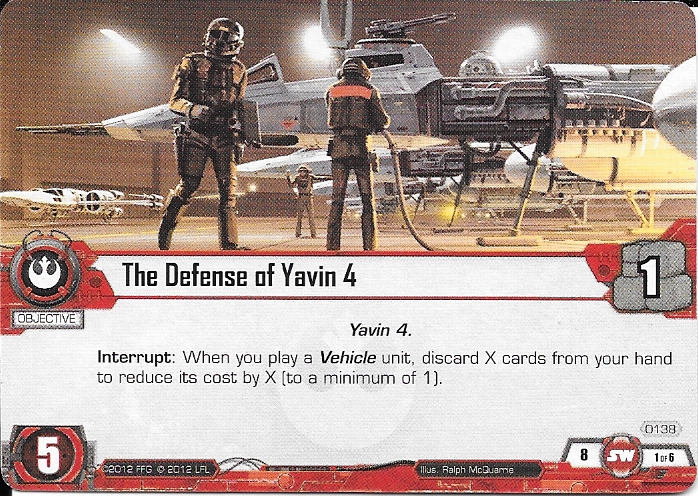 The Defense of Yavin 4
1
OBJECTIVE
Yavin 4.
Interrupt: When you play a Vehicle unit, discard X cards from your hand
to reduce its cost by X (to a minimum of 1).
0138
5
©2012 FFG © 2012 LFL
Illus. Ralph McQuarrie
8
SW
1 OF 6